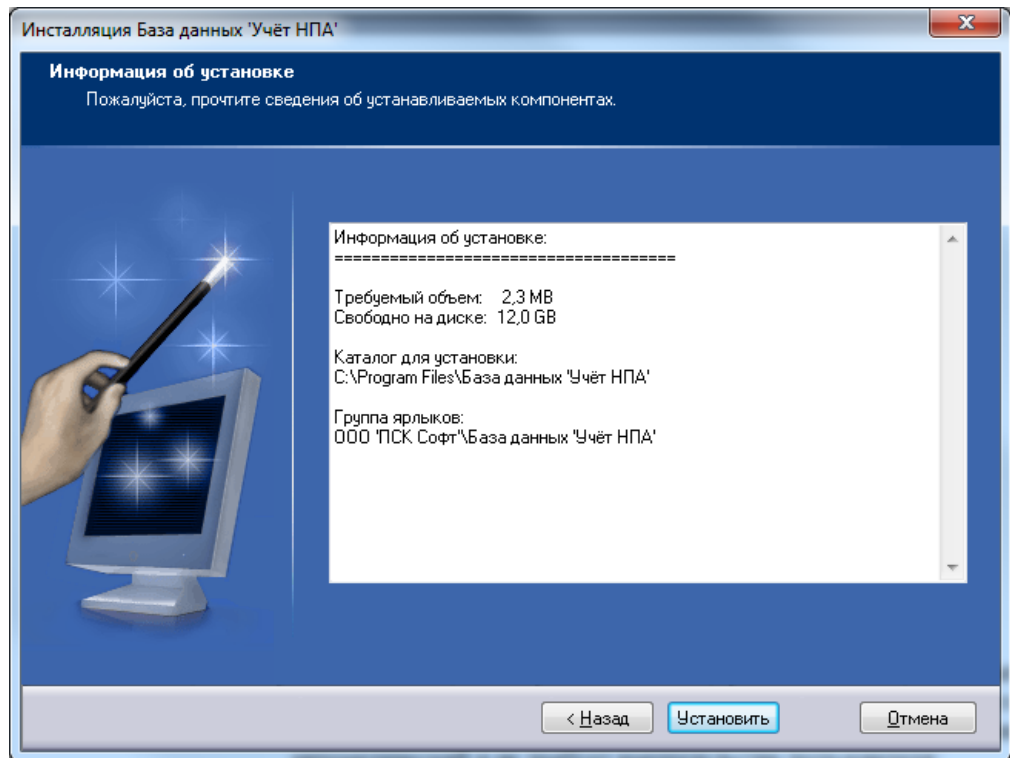 Инсталляция База данных 'Учёт НПА'
Информация об установке
Пожалуйста, прочтите сведения об устанавливаемых компонентах.
Информация об установке:
=====================================
Требуемый объем: 2,3 MB
Свободно на диске: 12,0 GB
Каталог для установки:
C:\Program Files\База данных 'Учёт НПА'
Группа ярлыков:
ООО 'ПСК Софт'\База данных 'Учёт НПА'
< Назад Установить Отмена